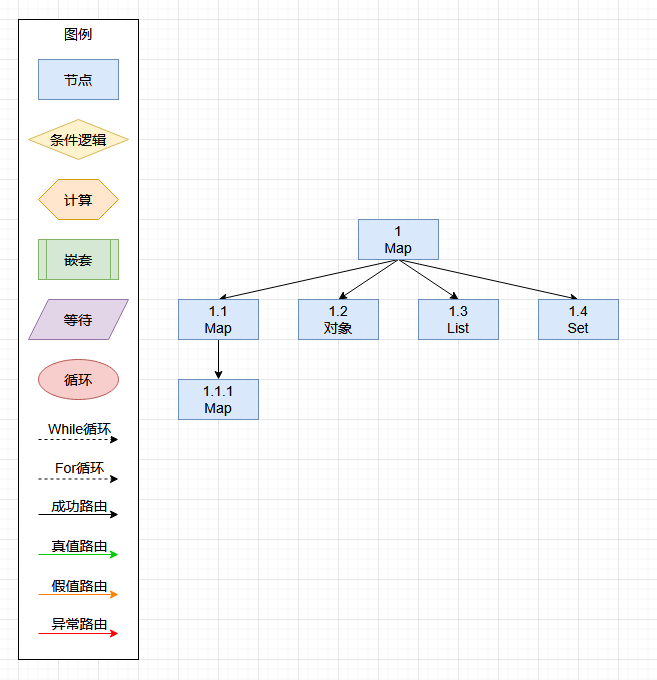 图例
节点
条件逻辑
计算
嵌套
等待
循环
While循环
For循环
成功路由
真值路由
假值路由
异常路由
1
Map
1.1
Map
1.2
对象
1.3
List
1.4
Set
1.1.1
Map